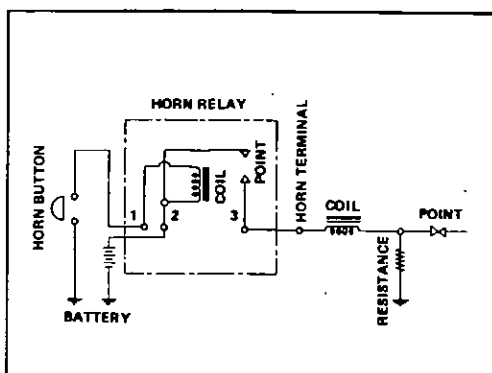 HORN RELAY
HORN BUTTON
1
2
COIL
POINT
3
HORN TERMINAL
COIL
POINT
RESISTANCE
BATTERY